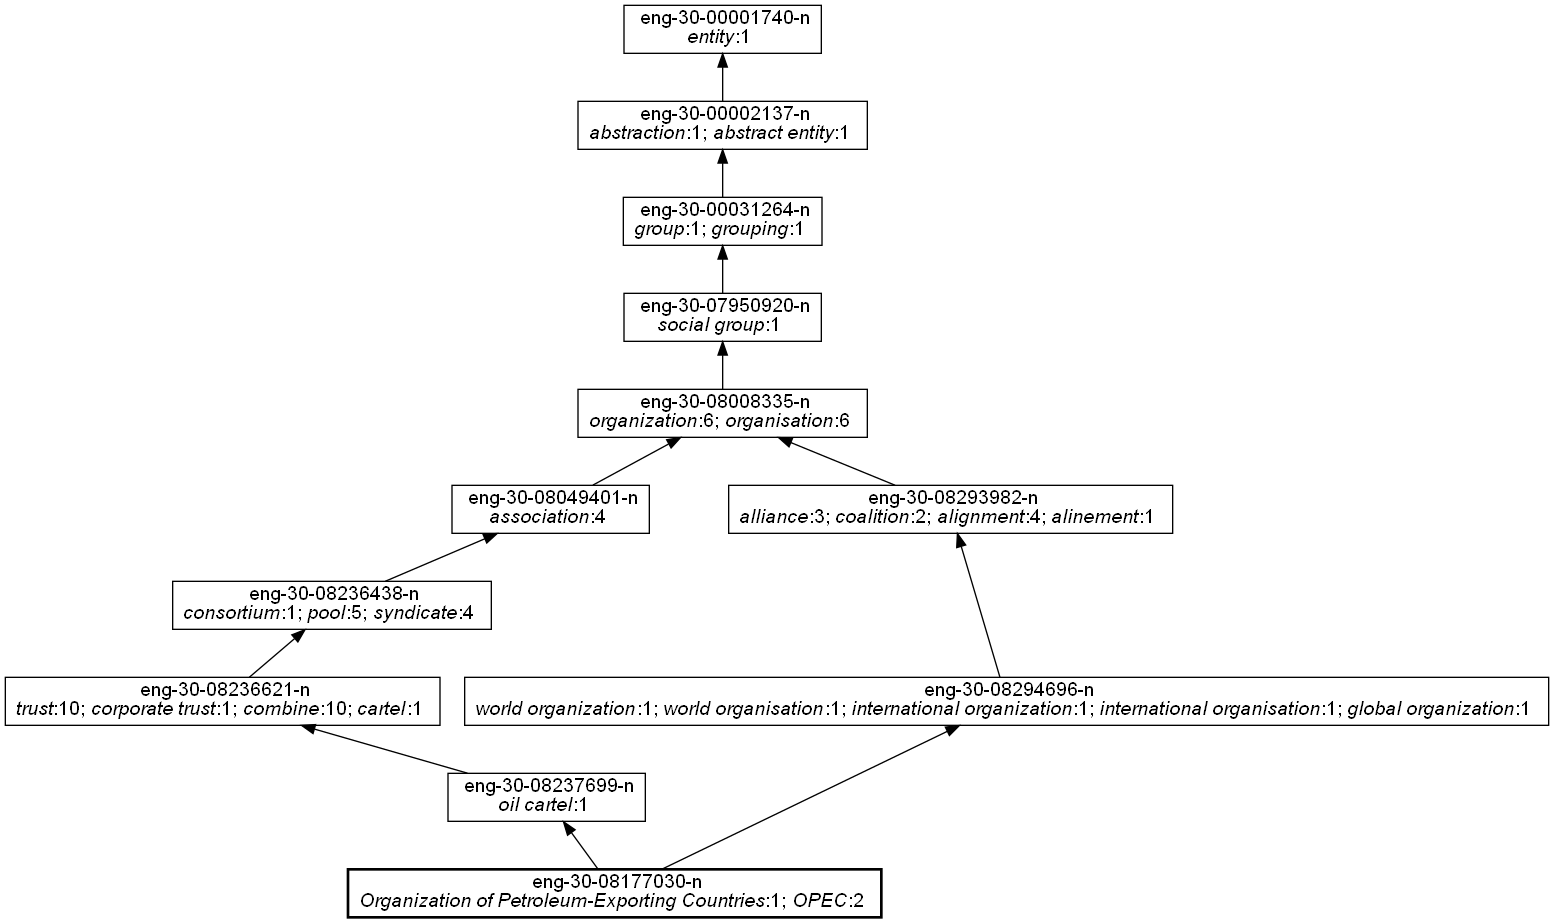 eng-30-00001740-n
entity:1
eng-30-00002137-n
abstraction:1; abstract entity:1
eng-30-00031264-n
group:1; grouping:1
eng-30-07950920-n
social group:1
eng-30-08008335-n
organization:6; organisation:6
eng-30-08049401-n
association:4
eng-30-08293982-n
alliance:3; coalition:2; alignment:4; alinement:1
eng-30-08236438-n
consortium:1; pool:5; syndicate:4
eng-30-08236621-n
trust:10; corporate trust:1; combine:10; cartel:1
eng-30-08294696-n
world organization:1; world organisation:1; international organization:1; international organisation:1; global organization:1
eng-30-08237699-n
oil cartel:1
eng-30-08177030-n
Organization of Petroleum-Exporting Countries:1; OPEC:2